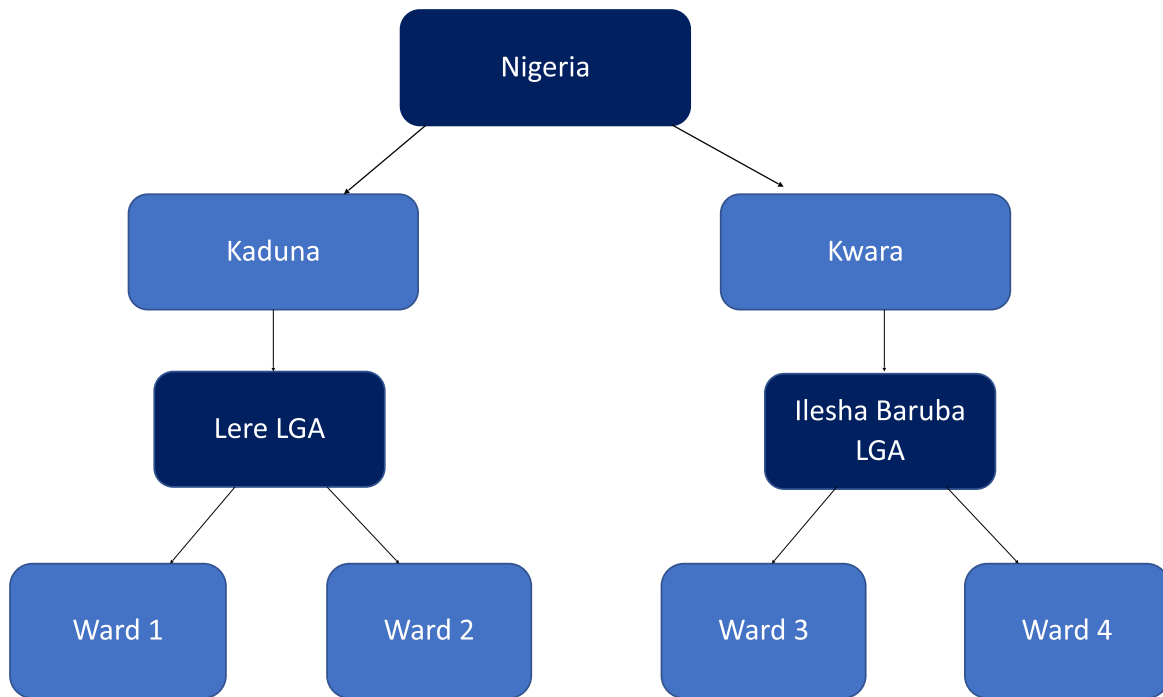 Nigeria
Kaduna
Kwara
Lere LGA
Ilesha Baruba
LGA
Ward 1
Ward 2
Ward 3
Ward 4